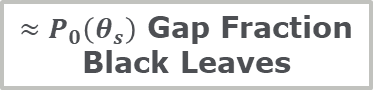 ≈ P₀(θₛ) Gap Fraction
Black Leaves